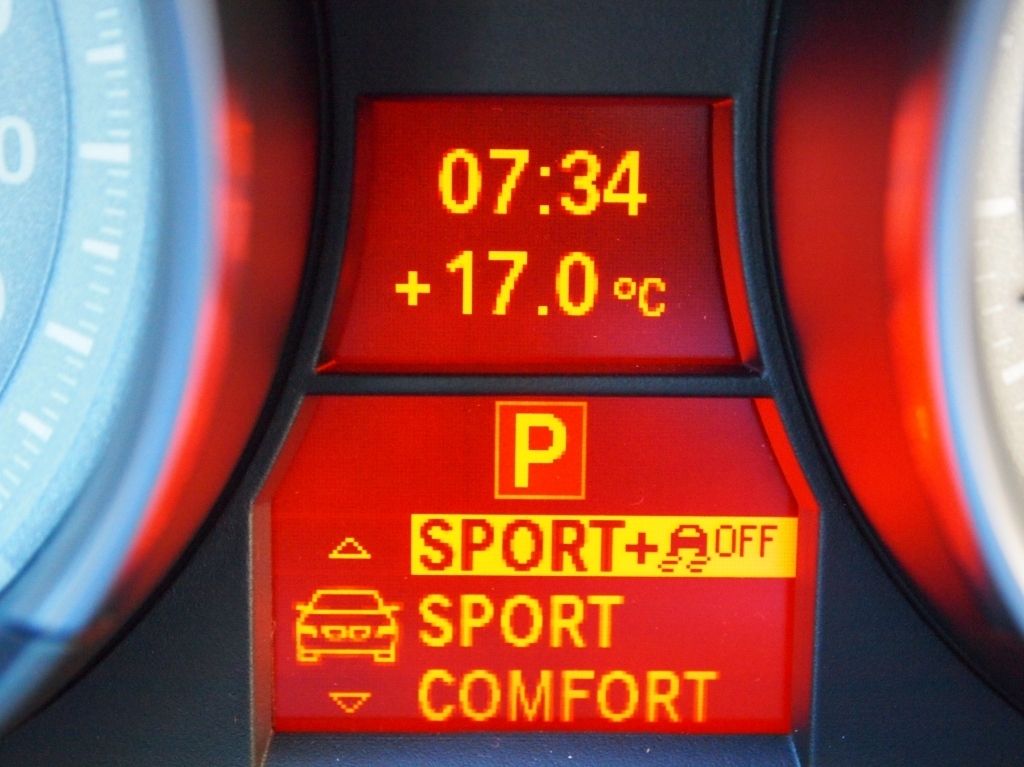 07:34
+17.0 °C
P
SPORT+ OFF
SPORT
COMFORT